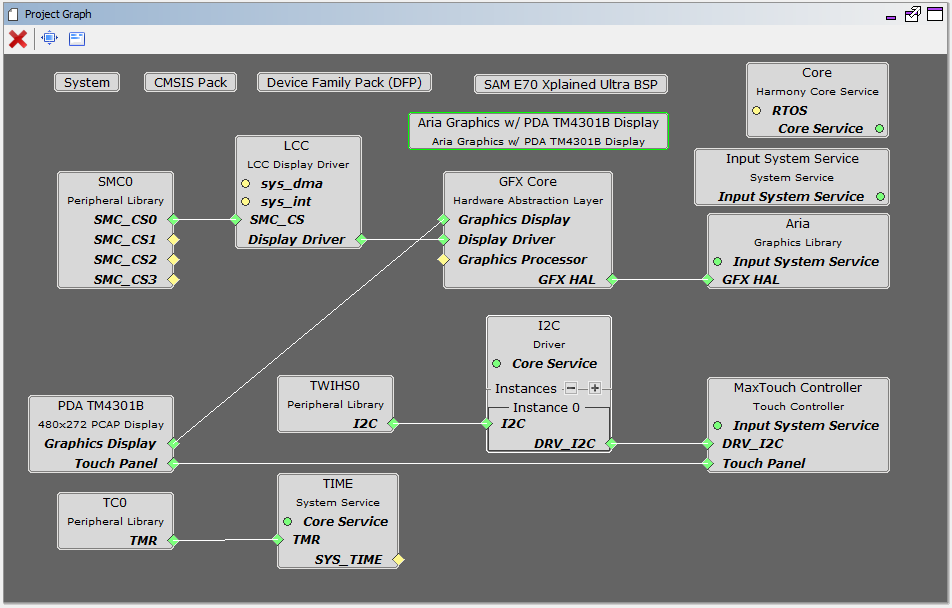 Project Graph
System
CMSIS Pack
Device Family Pack (DFP)
SAM E70 Xplained Ultra BSP
Core
Harmony Core Service
RTOS
Core Service
Aria Graphics w/ PDA TM4301B Display
Aria Graphics w/ PDA TM4301B Display
LCC
LCC Display Driver
sys_dma
sys_int
SMC_CS
Display Driver
Input System Service
System Service
Input System Service
SMC0
Peripheral Library
SMC_CS0
SMC_CS1
SMC_CS2
SMC_CS3
GFX Core
Hardware Abstraction Layer
Graphics Display
Display Driver
Graphics Processor
GFX HAL
Aria
Graphics Library
Input System Service
GFX HAL
I2C
Driver
Core Service
Instances
Instance 0
I2C
DRV_I2C
TWIHS0
Peripheral Library
I2C
MaxTouch Controller
Touch Controller
Input System Service
DRV_I2C
Touch Panel
PDA TM4301B
480x272 PCAP Display
Graphics Display
Touch Panel
TC0
Peripheral Library
TMR
TIME
System Service
Core Service
TMR
SYS_TIME